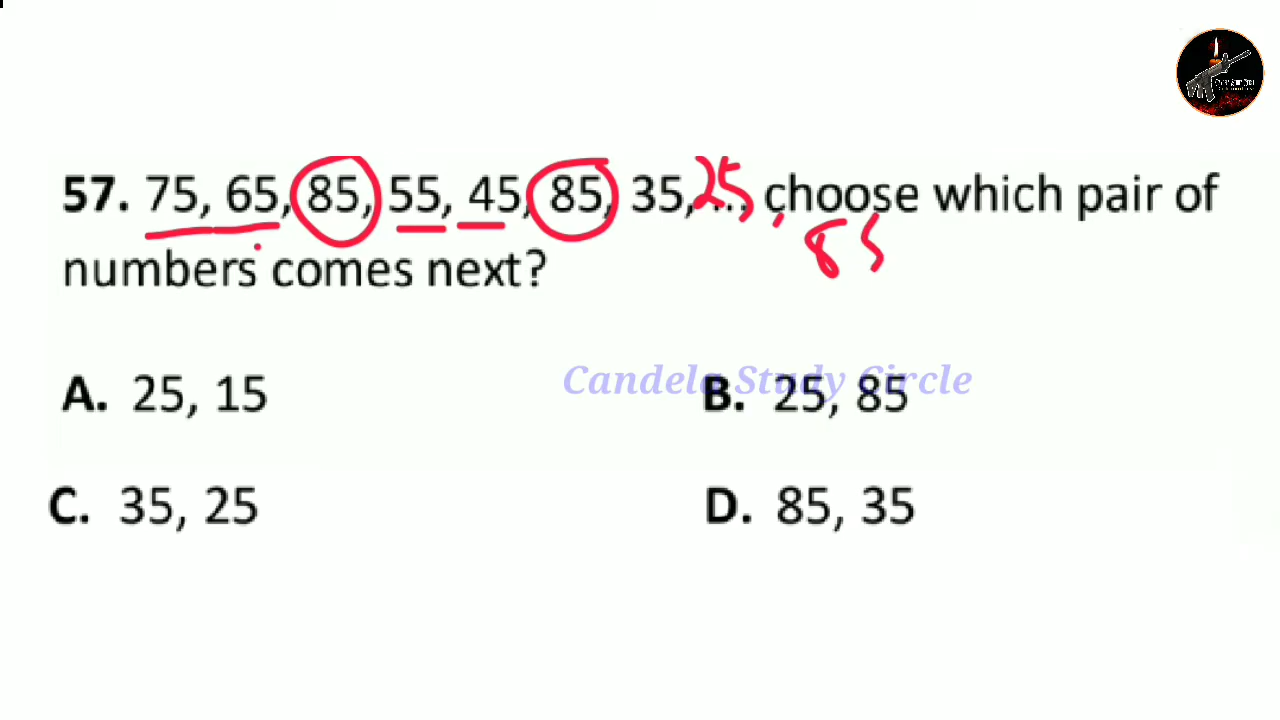 57. 75, 65, 85, 55, 45, 85, 35, 25, ... choose which pair of
, 85
numbers comes next?
Candela Study Circle
A. 25, 15
B. 25, 85
C. 35, 25
D. 85, 35